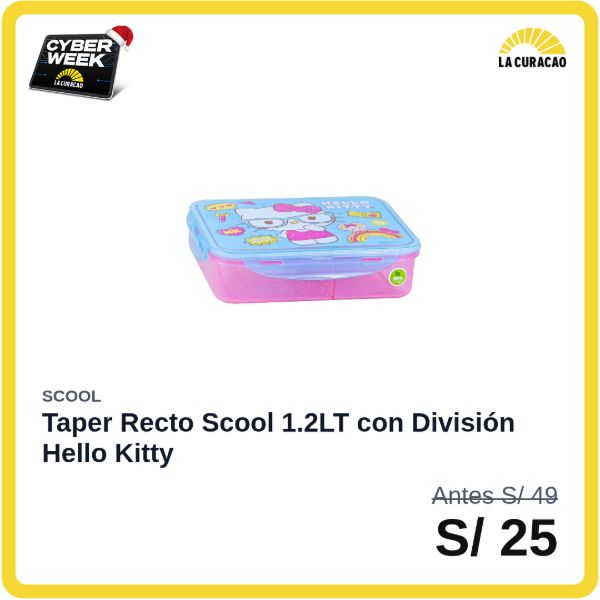 CYBER
WEEK
LA CURACAO
LA CURACAO
HELLO
KITTY
SCOOL
Taper Recto Scool 1.2LT con División
Hello Kitty
Antes S/ 49
S/ 25